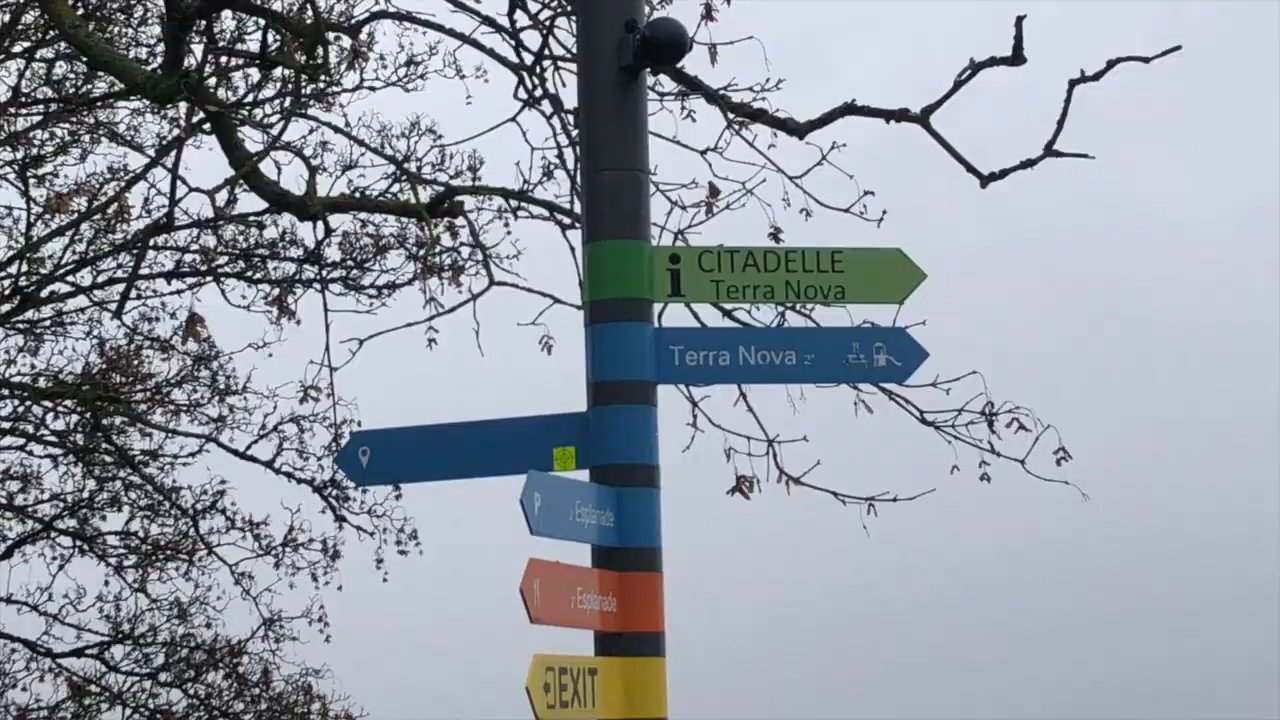 i CITADELLE
Terra Nova
Terra Nova 2'
P Esplanade
Esplanade
EXIT